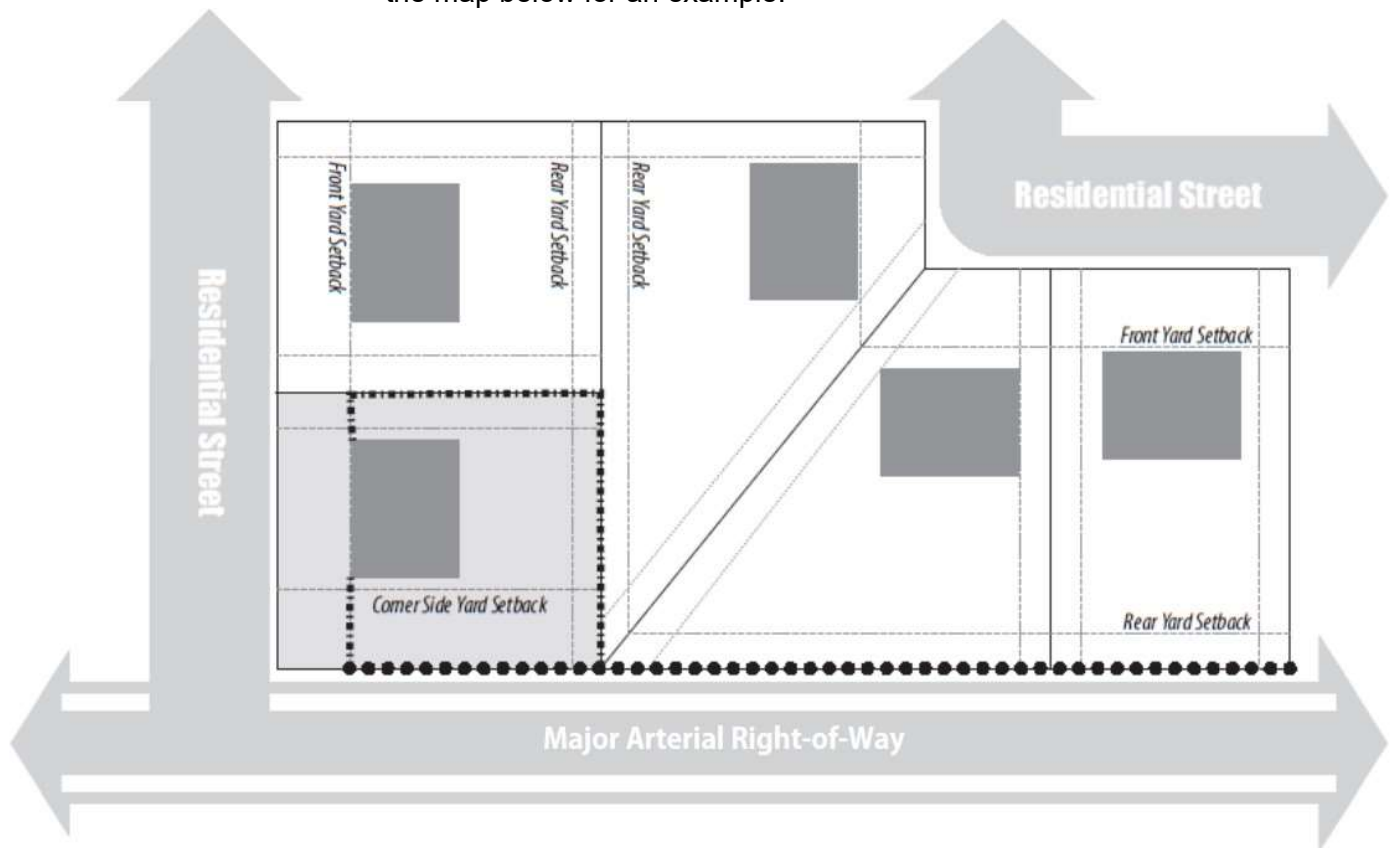 the map below for an example.
Residential Street
Front Yard Setback
Rear Yard Setback
Rear Yard Setback
Residential Street
Front Yard Setback
Corner Side Yard Setback
Rear Yard Setback
Major Arterial Right-of-Way